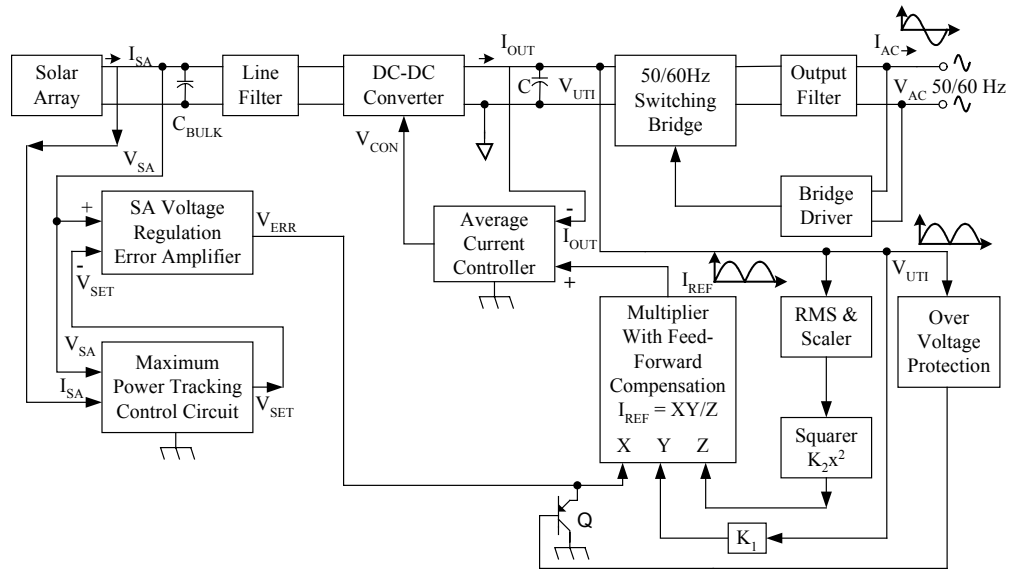 Solar
Array
I_SA
C_BULK
Line
Filter
DC-DC
Converter
I_OUT
C
V_UTI
50/60Hz
Switching
Bridge
Output
Filter
I_AC
V_AC
50/60 Hz
V_CON
V_SA
+
SA Voltage
Regulation
Error Amplifier
V_ERR
-
V_SET
Average
Current
Controller
-
I_OUT
+
Bridge
Driver
I_REF
V_UTI
V_SA
I_SA
Maximum
Power Tracking
Control Circuit
V_SET
Multiplier
With Feed-
Forward
Compensation
I_REF = XY/Z
X Y Z
RMS &
Scaler
Over
Voltage
Protection
Squarer
K₂x²
Q
K₁